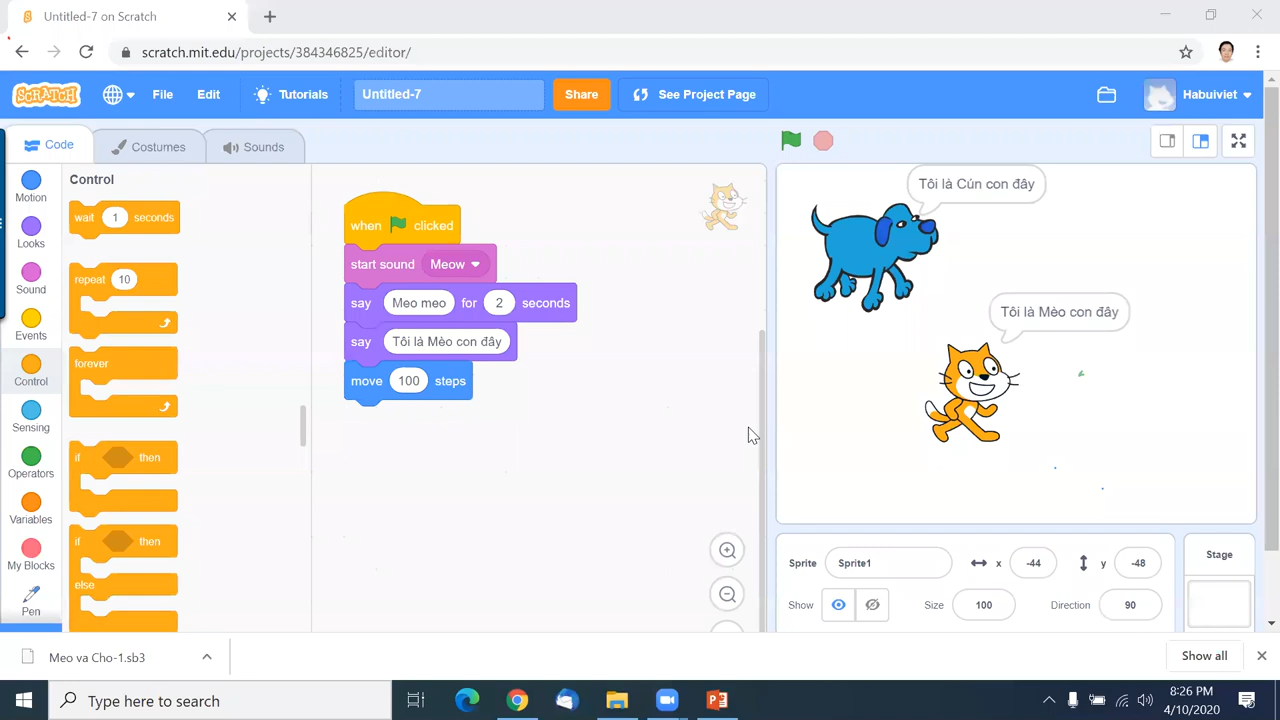 Untitled-7 on Scratch
scratch.mit.edu/projects/384346825/editor/
SCRATCH File Edit Tutorials Untitled-7 Share See Project Page Habuiviet
Code Costumes Sounds
Motion
Looks
Sound
Events
Control
Sensing
Operators
Variables
My Blocks
Pen
Control
wait 1 seconds
repeat 10
forever
if then
if then
else
when clicked
start sound Meow
say Meo meo for 2 seconds
say Tôi là Mèo con đây
move 100 steps
Tôi là Cún con đây
Tôi là Mèo con đây
Sprite Sprite1 x -44 y -48
Show Size 100 Direction 90
Stage
Meo va Cho-1.sb3
Show all
Type here to search
8:26 PM
4/10/2020